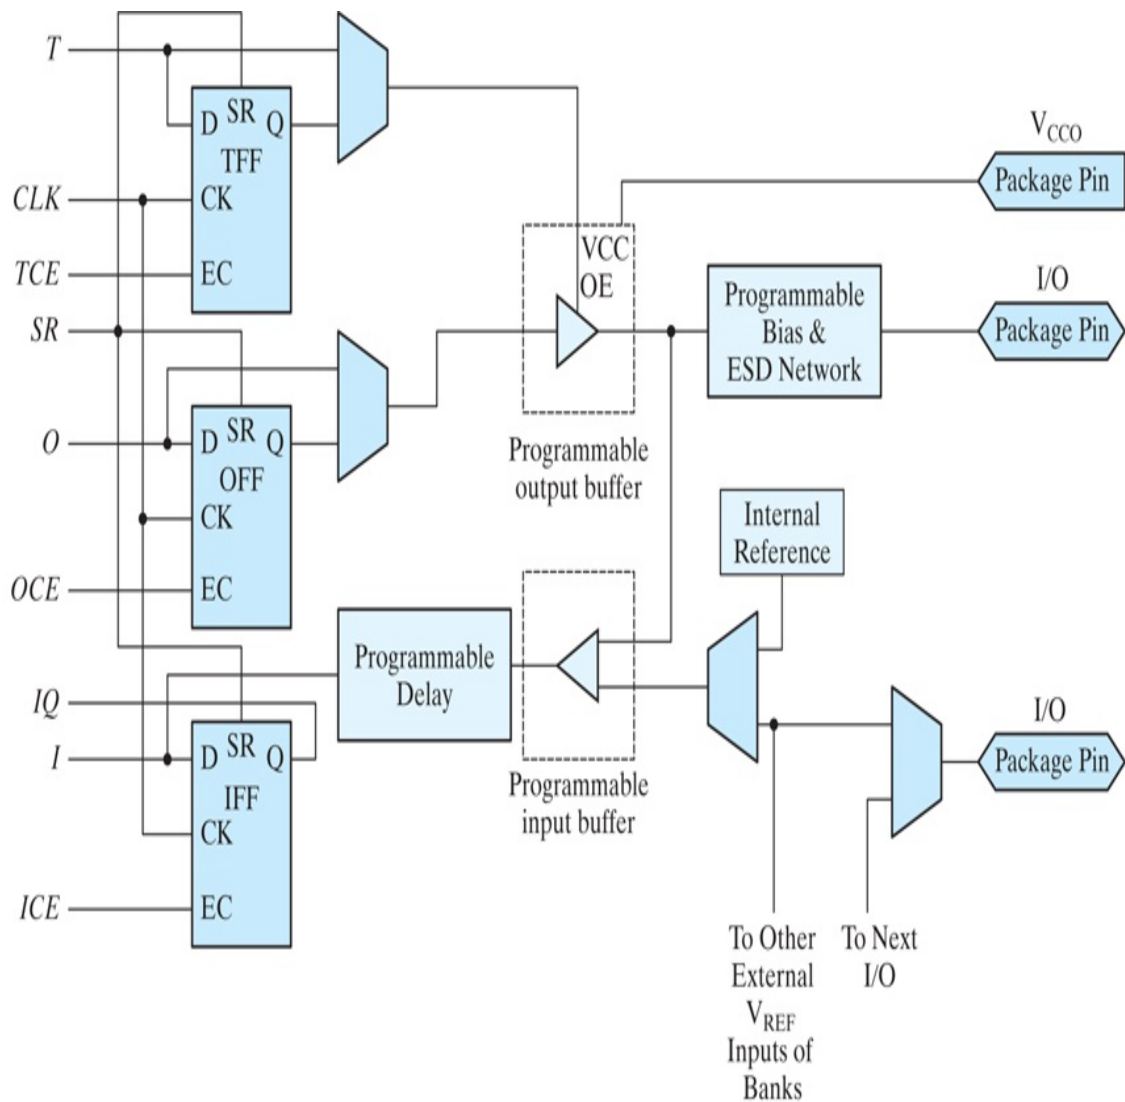 T
SR
D
Q
TFF
CLK
CK
TCE
EC
SR
O
SR
D
Q
OFF
CK
OCE
EC
IQ
I
SR
D
Q
IFF
CK
ICE
EC
VCC
OE
Programmable
output buffer
Programmable
Delay
Programmable
input buffer
Programmable
Bias &
ESD Network
Internal
Reference
VCCO
Package Pin
I/O
Package Pin
I/O
Package Pin
To Other
External
VREF
Inputs of
Banks
To Next
I/O